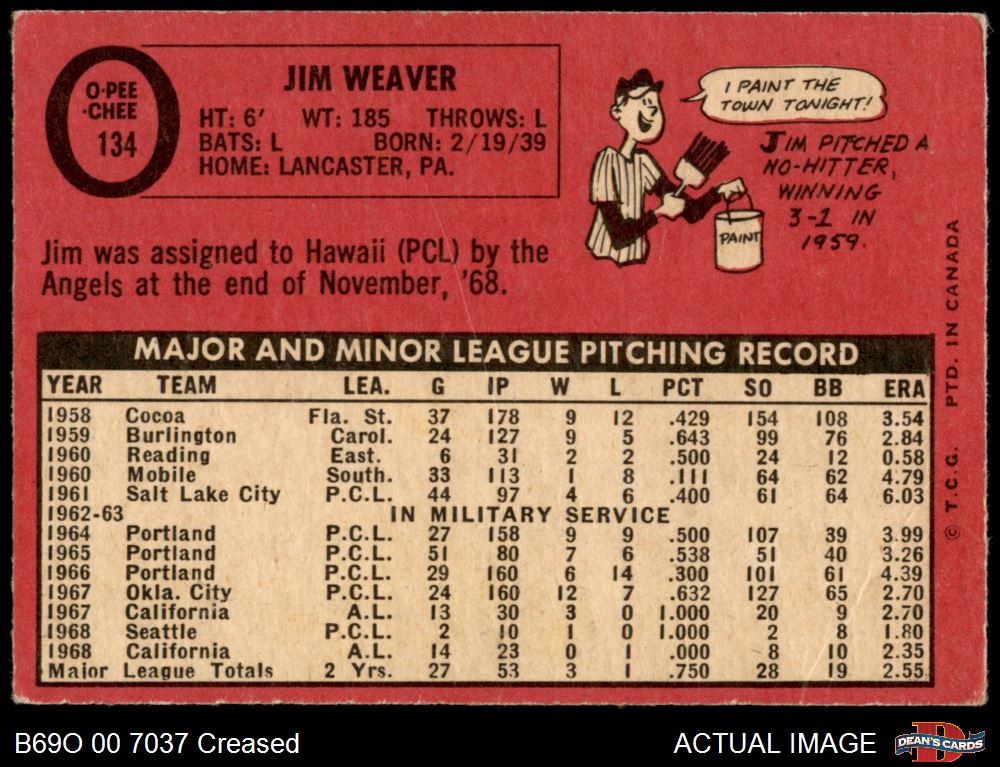 O-PEE
-CHEE
134
JIM WEAVER
HT: 6' WT: 185 THROWS: L
BATS: L BORN: 2/19/39
HOME: LANCASTER, PA.
I PAINT THE
TOWN TONIGHT!
JIM PITCHED A
NO-HITTER,
WINNING
3-1 IN
1959.
PAINT
Jim was assigned to Hawaii (PCL) by the
Angels at the end of November, '68.
MAJOR AND MINOR LEAGUE PITCHING RECORD
YEAR TEAM LEA. G IP W L PCT SO BB ERA
1958 Cocoa Fla. St. 37 178 9 12 .429 154 108 3.54
1959 Burlington Carol. 24 127 9 5 .643 99 76 2.84
1960 Reading East. 6 31 2 2 .500 24 12 0.58
1960 Mobile South. 33 113 1 8 .111 64 62 4.79
1961 Salt Lake City P.C.L. 44 97 4 6 .400 61 64 6.03
1962-63 IN MILITARY SERVICE
1964 Portland P.C.L. 27 158 9 9 .500 107 39 3.99
1965 Portland P.C.L. 51 80 7 6 .538 51 40 3.26
1966 Portland P.C.L. 29 160 6 14 .300 101 61 4.39
1967 Okla. City P.C.L. 24 160 12 7 .632 127 65 2.70
1967 California A.L. 13 30 3 0 1.000 20 9 2.70
1968 Seattle P.C.L. 2 10 1 0 1.000 2 8 1.80
1968 California A.L. 14 23 0 1 .000 8 10 2.35
Major League Totals 2 Yrs. 27 53 3 1 .750 28 19 2.55
© T.C.G. PTD. IN CANADA
B69O 00 7037 Creased
ACTUAL IMAGE
D
DEAN'S CARDS